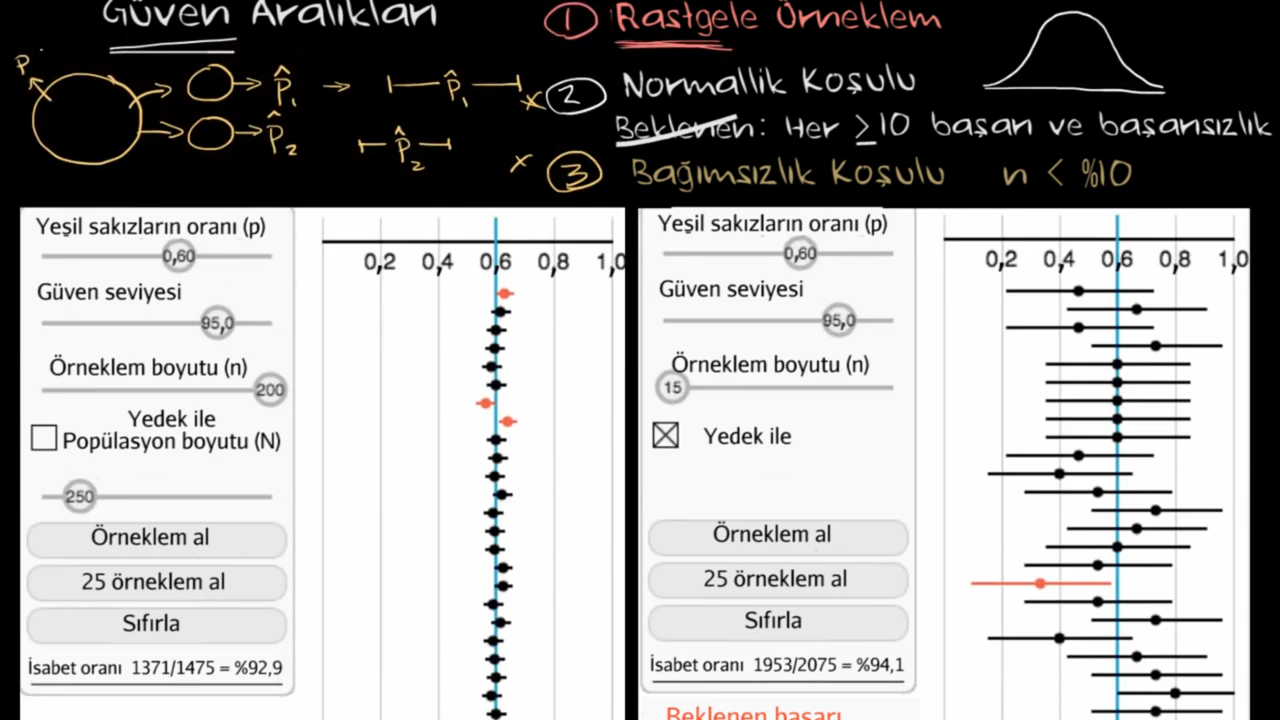 Güven Aralıkları
① Rastgele Örneklem
P
p̂₁ → p̂₁
② Normallik Koşulu
Beklenen: Her ≥10 başarı ve başarısızlık
p̂₂ p̂₂
③ Bağımsızlık Koşulu n < %10
Yeşil sakızların oranı (p)
0,60
Güven seviyesi
95,0
Örneklem boyutu (n)
200
Yedek ile
Popülasyon boyutu (N)
250
Örneklem al
25 örneklem al
Sıfırla
İsabet oranı 1371/1475 = %92,9
0,2 0,4 0,6 0,8 1,0
Yeşil sakızların oranı (p)
0,60
Güven seviyesi
95,0
Örneklem boyutu (n)
15
Yedek ile
Örneklem al
25 örneklem al
Sıfırla
İsabet oranı 1953/2075 = %94,1
Beklenen başarı
0,2 0,4 0,6 0,8 1,0